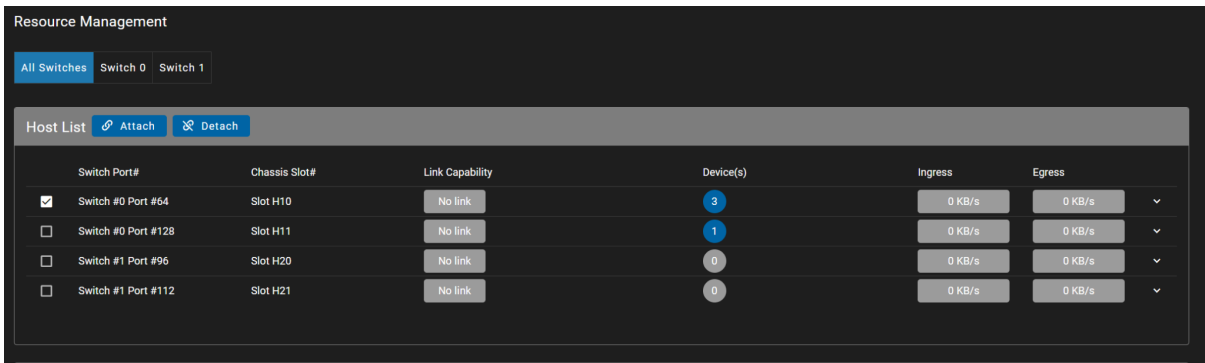 Resource Management
All Switches Switch 0 Switch 1
Host List Attach Detach
Switch Port# Chassis Slot# Link Capability Device(s) Ingress Egress
Switch #0 Port #64 Slot H10 No link 3 0 KB/s 0 KB/s
Switch #0 Port #128 Slot H11 No link 1 0 KB/s 0 KB/s
Switch #1 Port #96 Slot H20 No link 0 0 KB/s 0 KB/s
Switch #1 Port #112 Slot H21 No link 0 0 KB/s 0 KB/s